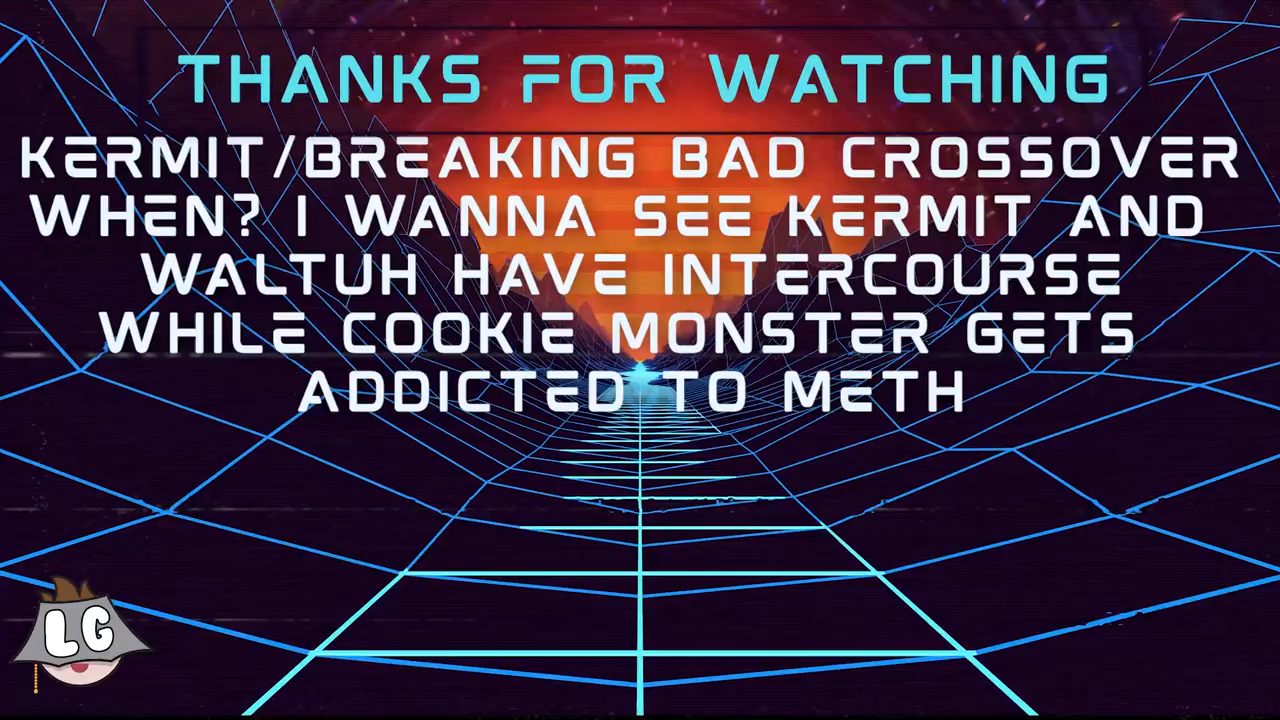 THANKS FOR WATCHING
KERMIT/BREAKING BAD CROSSOVER
WHEN? I WANNA SEE KERMIT AND
WALTUH HAVE INTERCOURSE
WHILE COOKIE MONSTER GETS
ADDICTED TO METH
LG